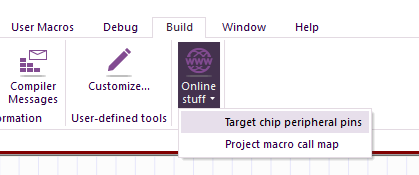 User Macros Debug Build Window Help
WWW
Compiler Messages
Customize...
Online stuff
rmation User-defined tools
Target chip peripheral pins
Project macro call map